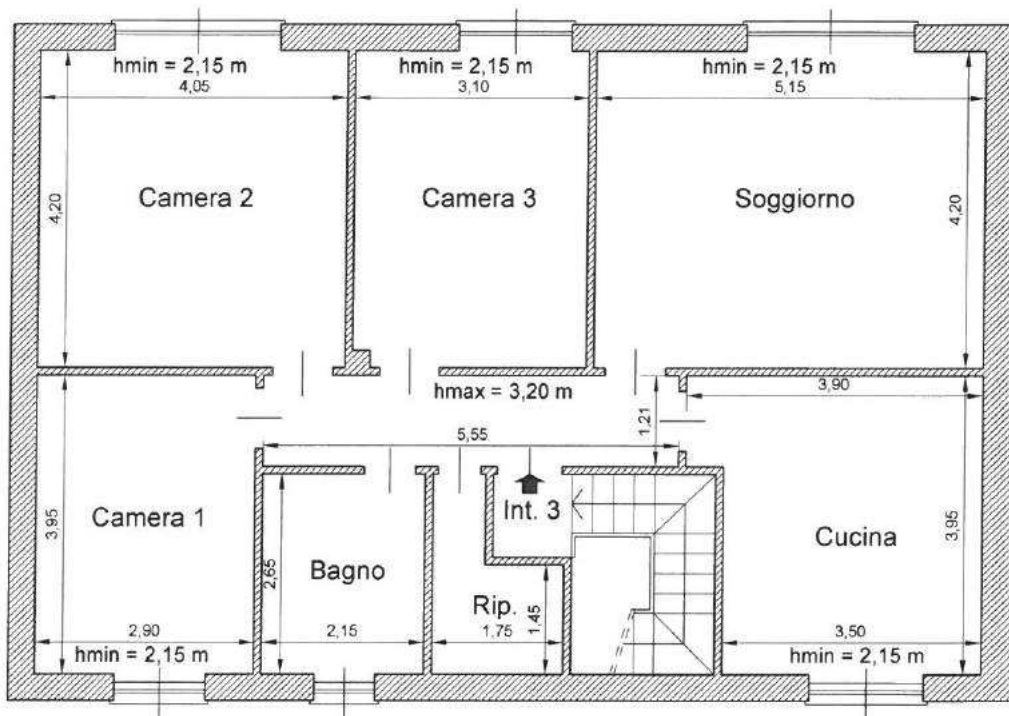 hmin = 2,15 m
hmin = 2,15 m
hmin = 2,15 m
4,05
3,10
5,15
4,20
Camera 2
Camera 3
Soggiorno
4,20
hmax = 3,20 m
3,90
1,21
5,55
3,95
Camera 1
Int. 3
Cucina
3,95
2,65
Bagno
Rip.
1,45
2,90
2,15
1,75
3,50
hmin = 2,15 m
hmin = 2,15 m